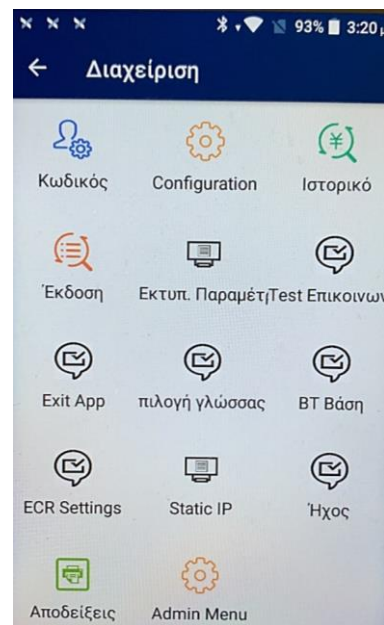 93% 3:20 μ
Διαχείριση
Κωδικός Configuration Ιστορικό
Έκδοση Εκτυπ. Παραμέτρ Test Επικοινων
Exit App πιλογή γλώσσας BT Βάση
ECR Settings Static IP Ήχος
Αποδείξεις Admin Menu